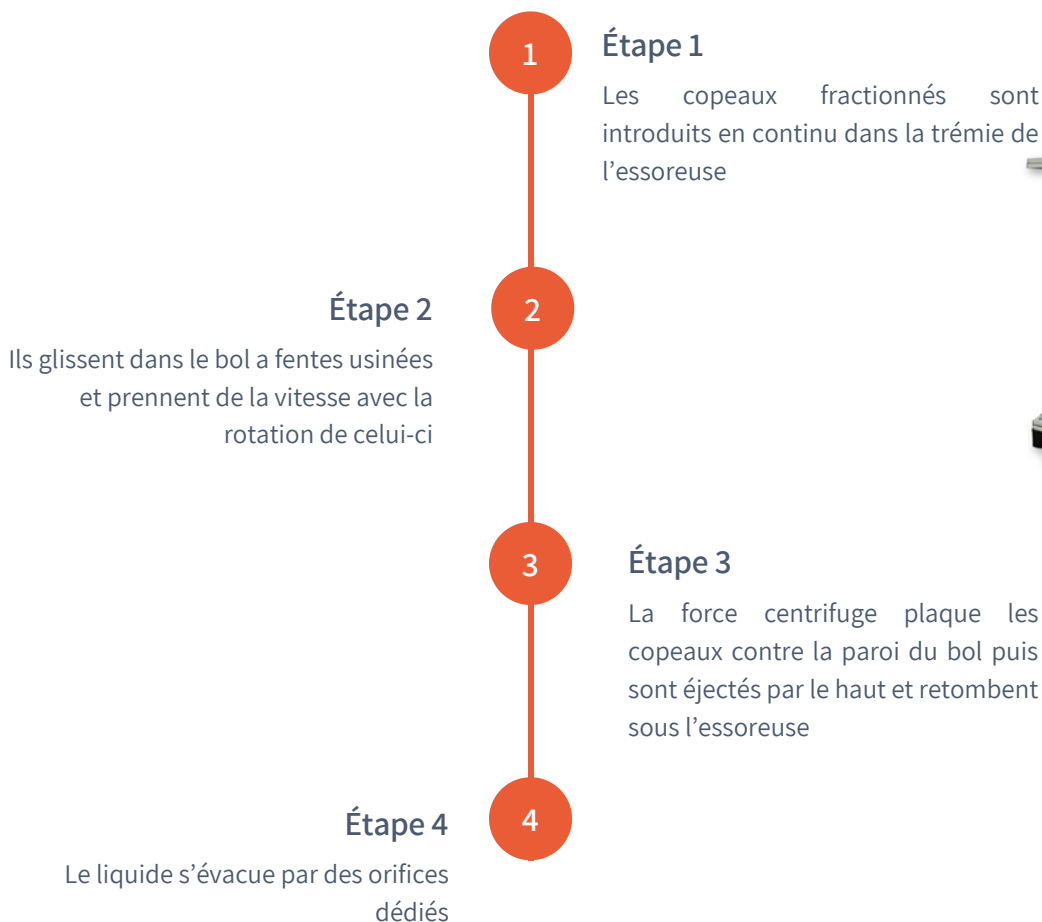 1
Étape 1
Les copeaux fractionnés sont
introduits en continu dans la trémie de
l’essoreuse
2
Étape 2
Ils glissent dans le bol a fentes usinées
et prennent de la vitesse avec la
rotation de celui-ci
3
Étape 3
La force centrifuge plaque les
copeaux contre la paroi du bol puis
sont éjectés par le haut et retombent
sous l’essoreuse
4
Étape 4
Le liquide s’évacue par des orifices
dédiés